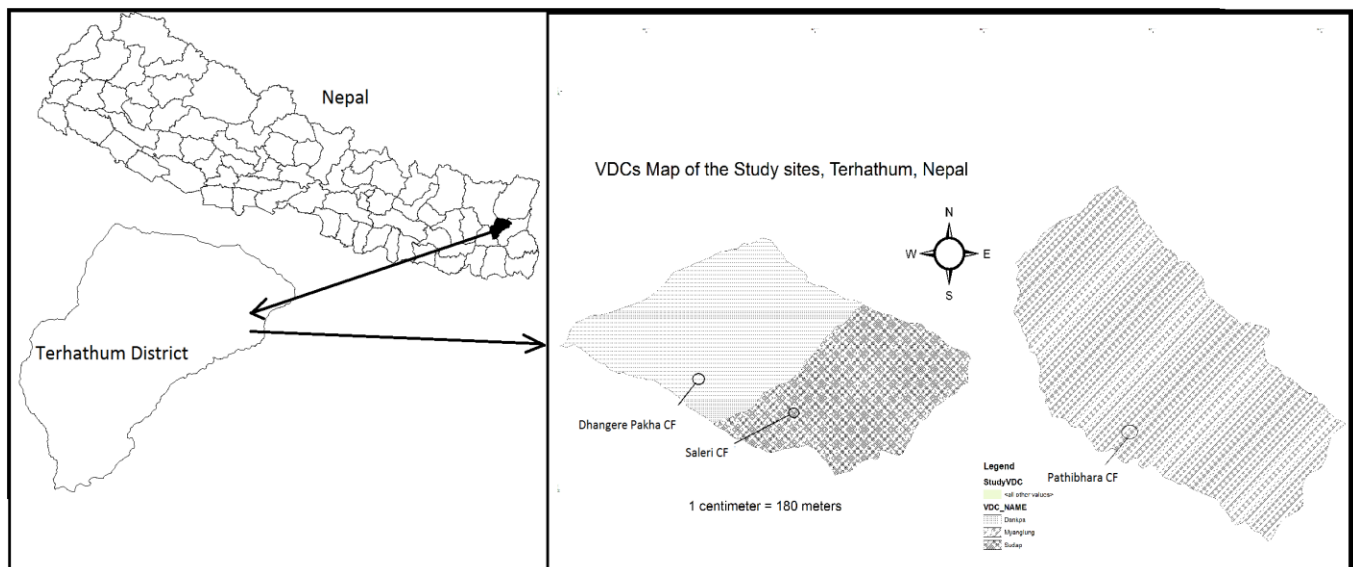 Nepal
Terhathum District
VDCs Map of the Study sites, Terhathum, Nepal
N
W E
S
Dhangere Pakha CF
Saleri CF
Pathibhara CF
1 centimeter = 180 meters
Legend
StudyVDC
<all other values>
VDC_NAME
Myanglung
Sudap